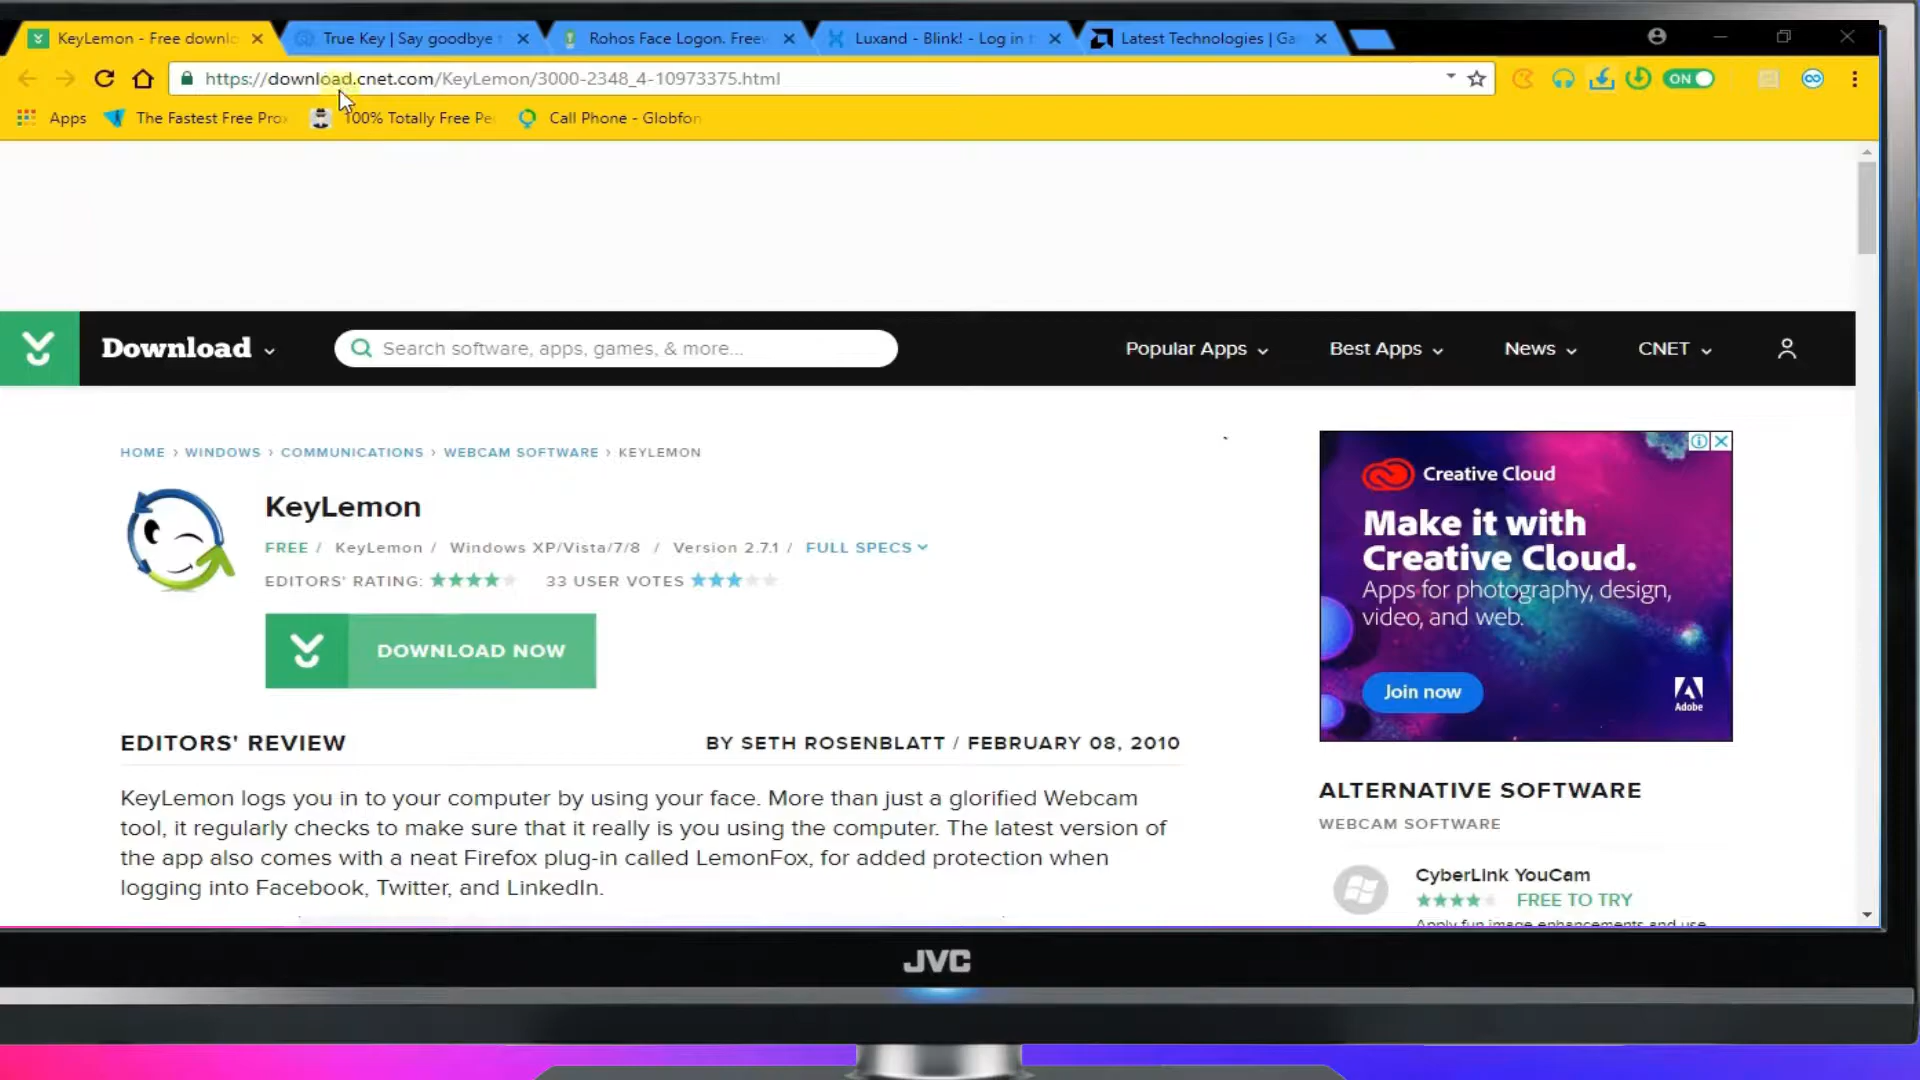 KeyLemon - Free downlo
True Key | Say goodbye t
Rohos Face Logon. Freew
Luxand - Blink! - Log in t
Latest Technologies | Ga
https://download.cnet.com/KeyLemon/3000-2348_4-10973375.html
ON
Apps
The Fastest Free Prox
100% Totally Free Pe
Call Phone - Globfon
Download
Search software, apps, games, & more...
Popular Apps
Best Apps
News
CNET
HOME › WINDOWS › COMMUNICATIONS › WEBCAM SOFTWARE › KEYLEMON
KeyLemon
FREE / KeyLemon / Windows XP/Vista/7/8 / Version 2.7.1 / FULL SPECS
EDITORS' RATING:
33 USER VOTES
DOWNLOAD NOW
EDITORS' REVIEW
BY SETH ROSENBLATT / FEBRUARY 08, 2010
KeyLemon logs you in to your computer by using your face. More than just a glorified Webcam
tool, it regularly checks to make sure that it really is you using the computer. The latest version of
the app also comes with a neat Firefox plug-in called LemonFox, for added protection when
logging into Facebook, Twitter, and LinkedIn.
Creative Cloud
Make it with
Creative Cloud.
Apps for photography, design,
video, and web.
Join now
Adobe
ALTERNATIVE SOFTWARE
WEBCAM SOFTWARE
CyberLink YouCam
FREE TO TRY
Apply fun image enhancements and use
JVC